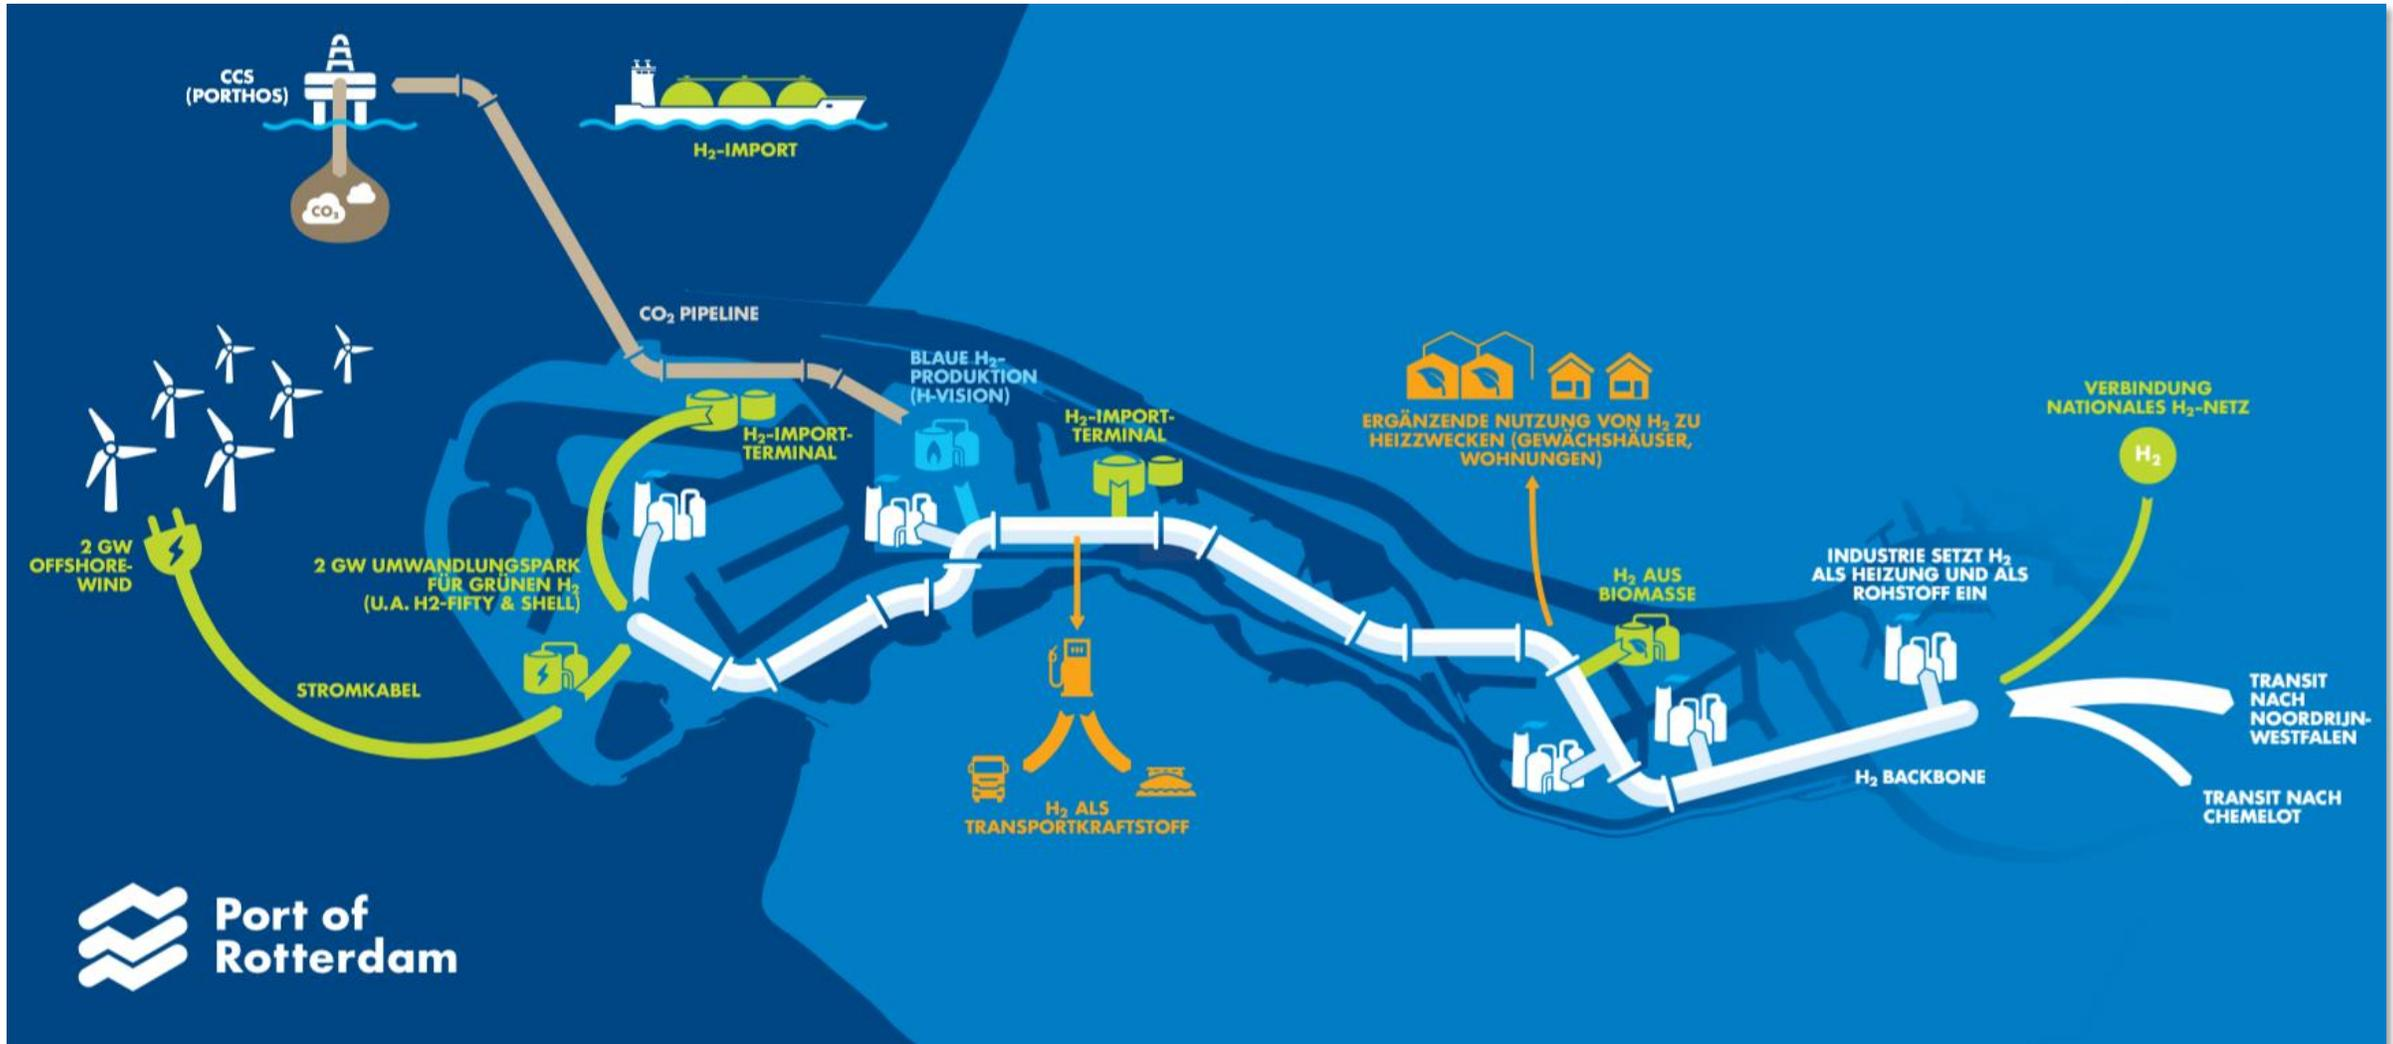 CCS
(PORTHOS)
CO₂
H₂-IMPORT
CO₂ PIPELINE
BLAUE H₂-
PRODUKTION
(H-VISION)
H₂-IMPORT-
TERMINAL
H₂-IMPORT-
TERMINAL
ERGÄNZENDE NUTZUNG VON H₂ ZU
HEIZZWECKEN (GEWÄCHSHÄUSER,
WOHNUNGEN)
VERBINDUNG
NATIONALES H₂-NETZ
H₂
2 GW
OFFSHORE-
WIND
2 GW UMWANDLUNGSPARK
FÜR GRÜNEN H₂
(U.A. H2-FIFTY & SHELL)
STROMKABEL
H₂ AUS
BIOMASSE
INDUSTRIE SETZT H₂
ALS HEIZUNG UND ALS
ROHSTOFF EIN
TRANSIT
NACH
NOORDRIJN-
WESTFALEN
H₂ BACKBONE
TRANSIT NACH
CHEMELOT
H₂ ALS
TRANSPORTKRAFTSTOFF
Port of
Rotterdam